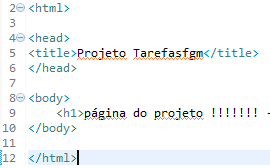 2 <html>
3
4 <head>
5 <title>Projeto Tarefasfgm</title>
6 </head>
7
8 <body>
9 <h1>página do projeto !!!!!!! -
10 </body>
11
12 </html>